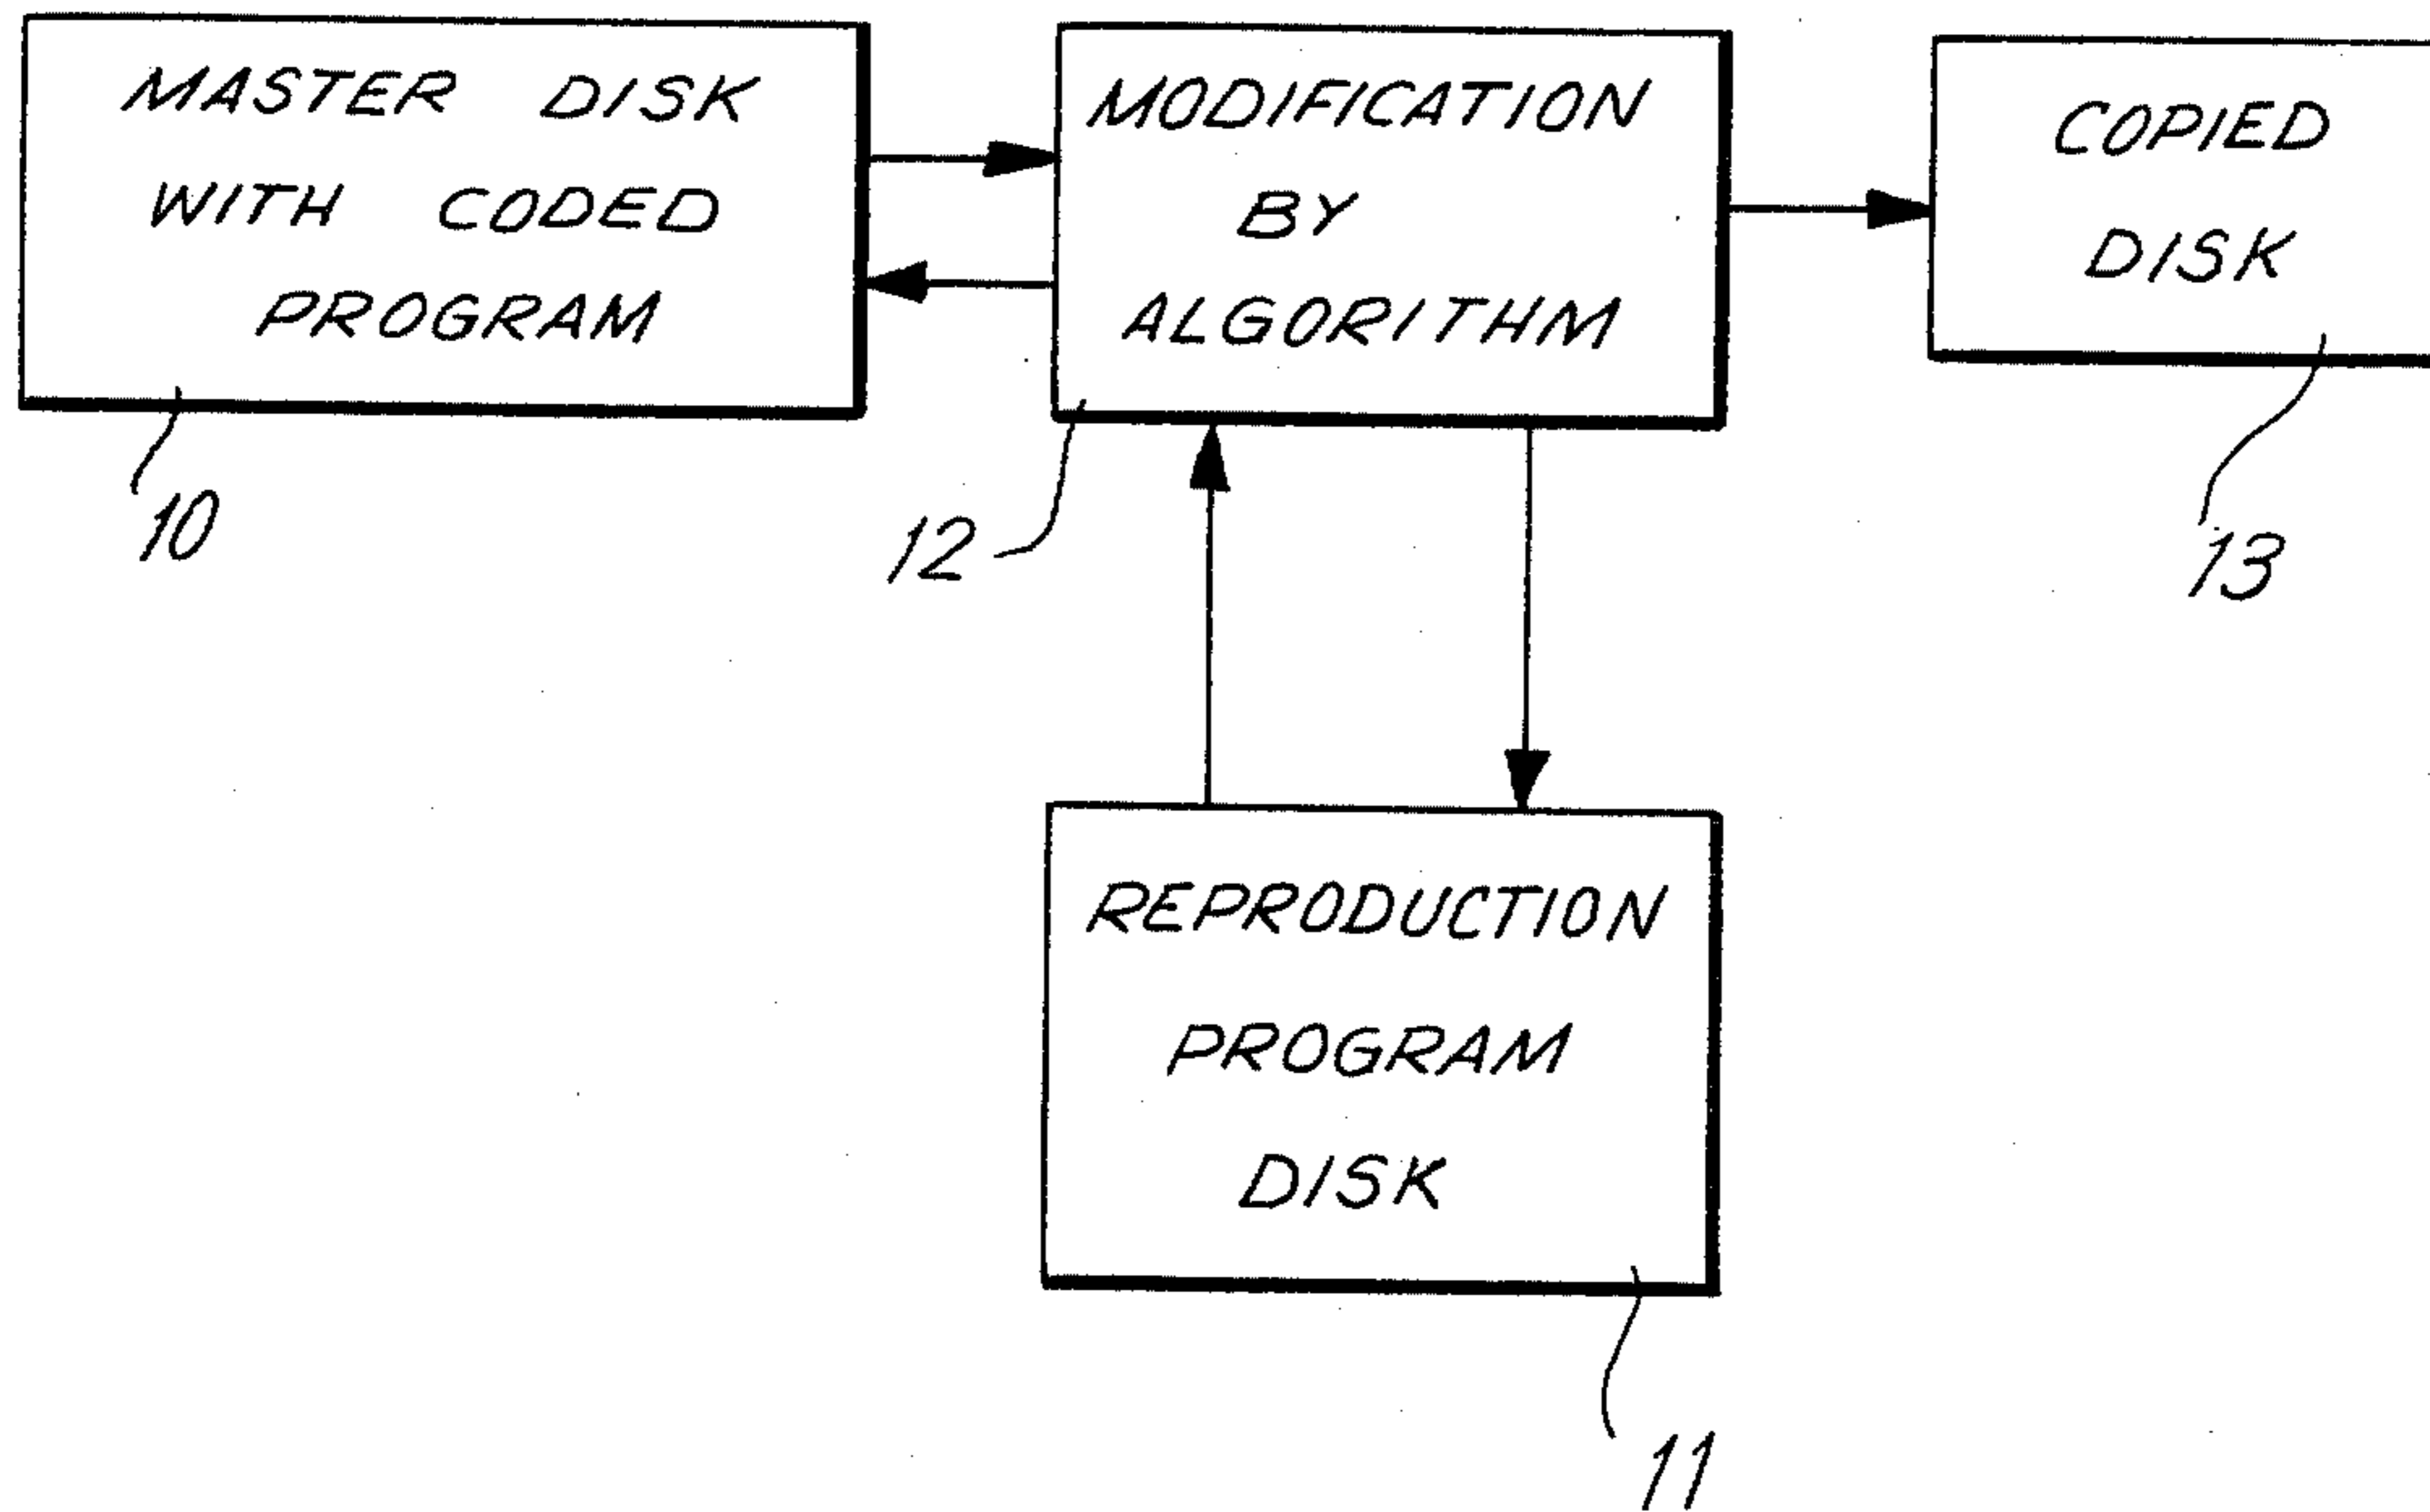 MASTER DISK
WITH CODED
PROGRAM
10
MODIFICATION
BY
ALGORITHM
12
COPIED
DISK
13
REPRODUCTION
PROGRAM
DISK
11